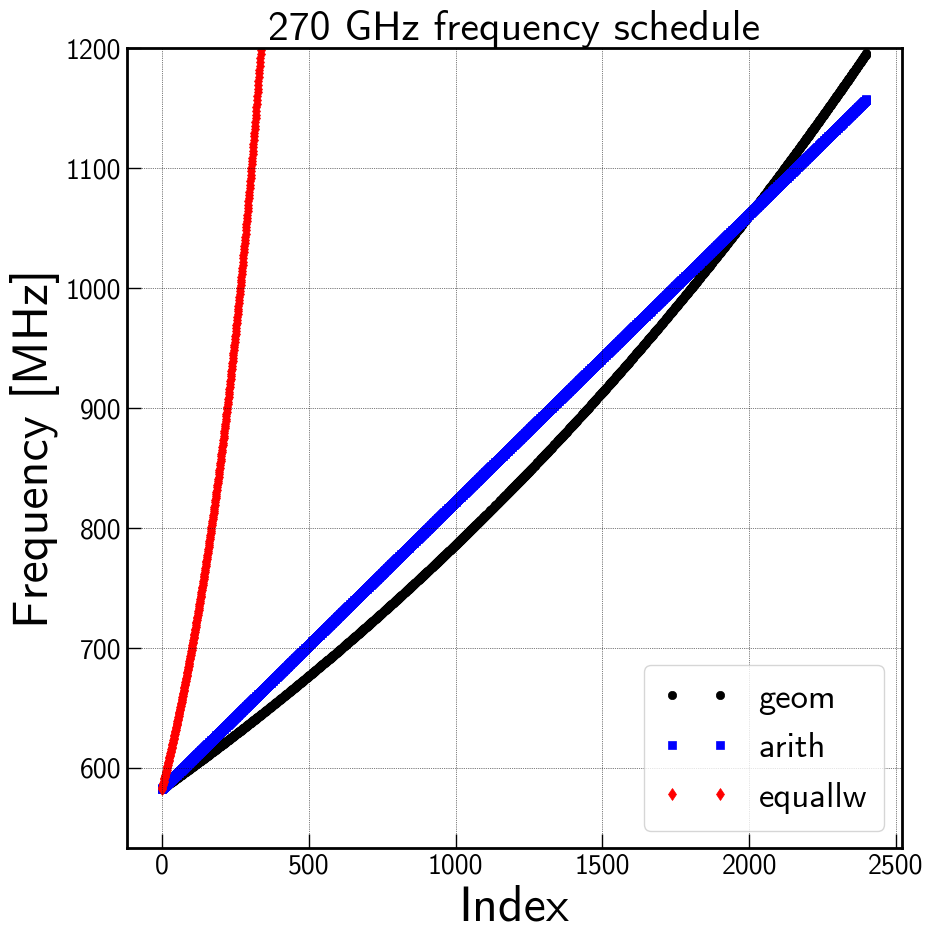 270 GHz frequency schedule
Frequency [MHz]
1200
1100
1000
900
800
700
600
geom
arith
equallw
0 500 1000 1500 2000 2500
Index